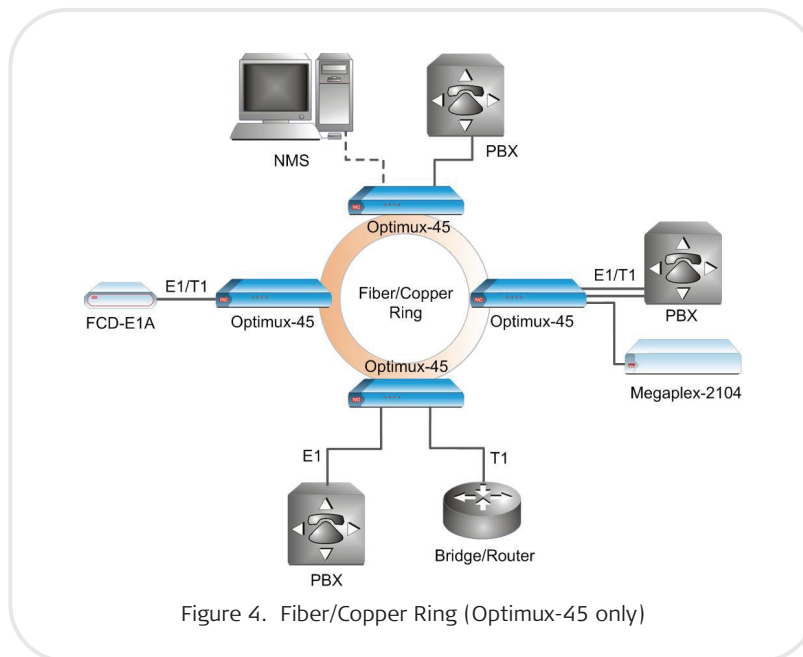 NMS
PBX
Optimux-45
E1/T1
FCD-E1A
Optimux-45
Fiber/Copper
Ring
Optimux-45
E1/T1
PBX
Megaplex-2104
Optimux-45
E1
T1
PBX
Bridge/Router
Figure 4. Fiber/Copper Ring (Optimux-45 only)